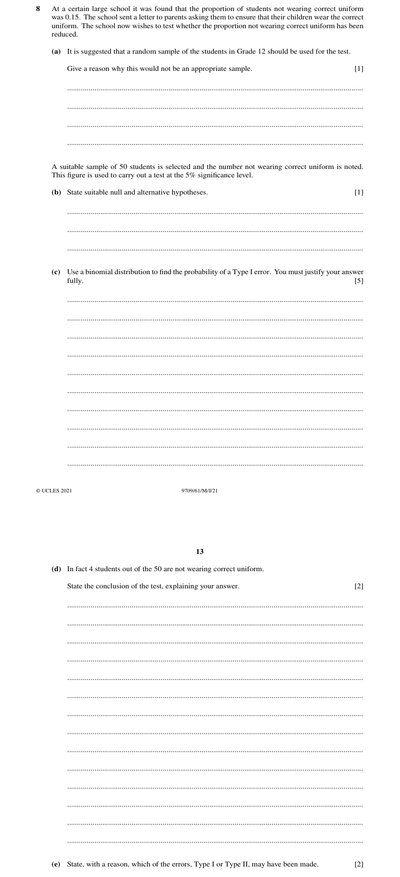 8 At a certain large school it was found that the proportion of students not wearing correct uniform
was 0.15. The school sent a letter to parents asking them to ensure that their children wear the correct
uniform. The school now wishes to test whether the proportion not wearing correct uniform has been
reduced.
(a) It is suggested that a random sample of the students in Grade 12 should be used for the test.
Give a reason why this would not be an appropriate sample. [1]
A suitable sample of 50 students is selected and the number not wearing correct uniform is noted.
This figure is used to carry out a test at the 5% significance level.
(b) State suitable null and alternative hypotheses. [1]
(c) Use a binomial distribution to find the probability of a Type I error. You must justify your answer
fully. [5]
© UCLES 2021 9709/61/M/J/21
13
(d) In fact 4 students out of the 50 are not wearing correct uniform.
State the conclusion of the test, explaining your answer. [2]
(e) State, with a reason, which of the errors, Type I or Type II, may have been made. [2]